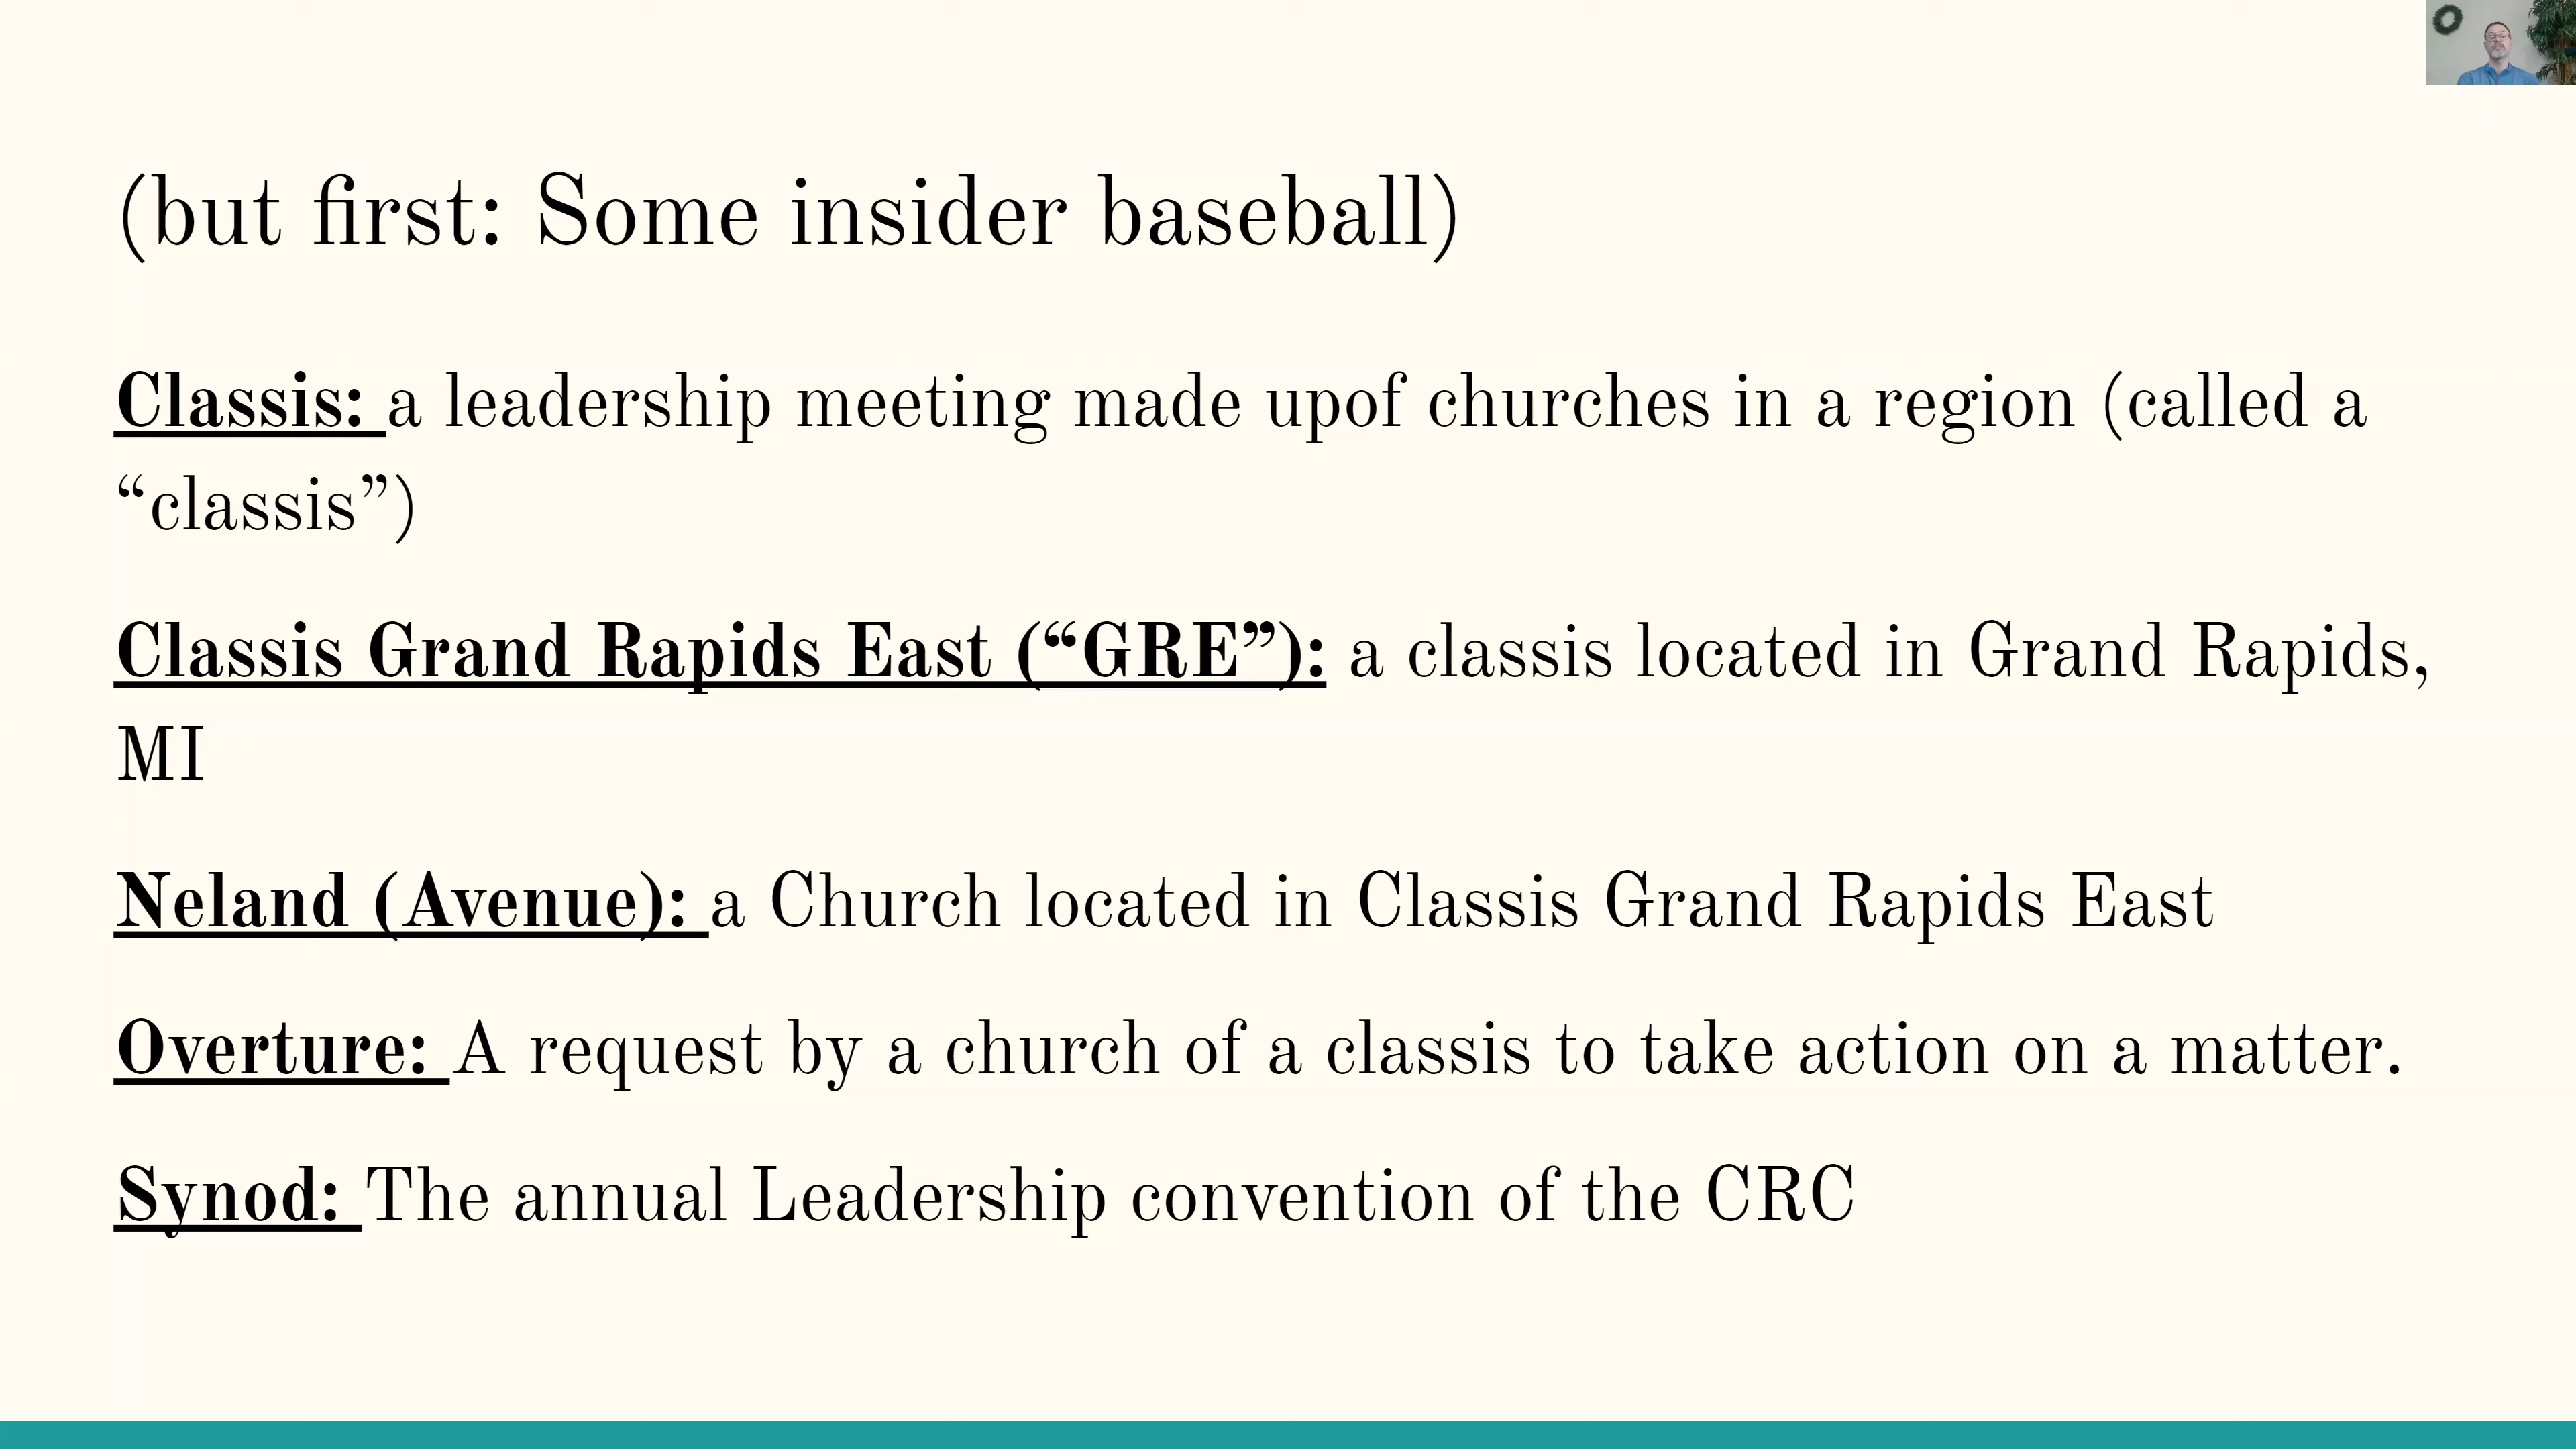 (but first: Some insider baseball)
Classis: a leadership meeting made upof churches in a region (called a
“classis”)
Classis Grand Rapids East (“GRE”): a classis located in Grand Rapids,
MI
Neland (Avenue): a Church located in Classis Grand Rapids East
Overture: A request by a church of a classis to take action on a matter.
Synod: The annual Leadership convention of the CRC